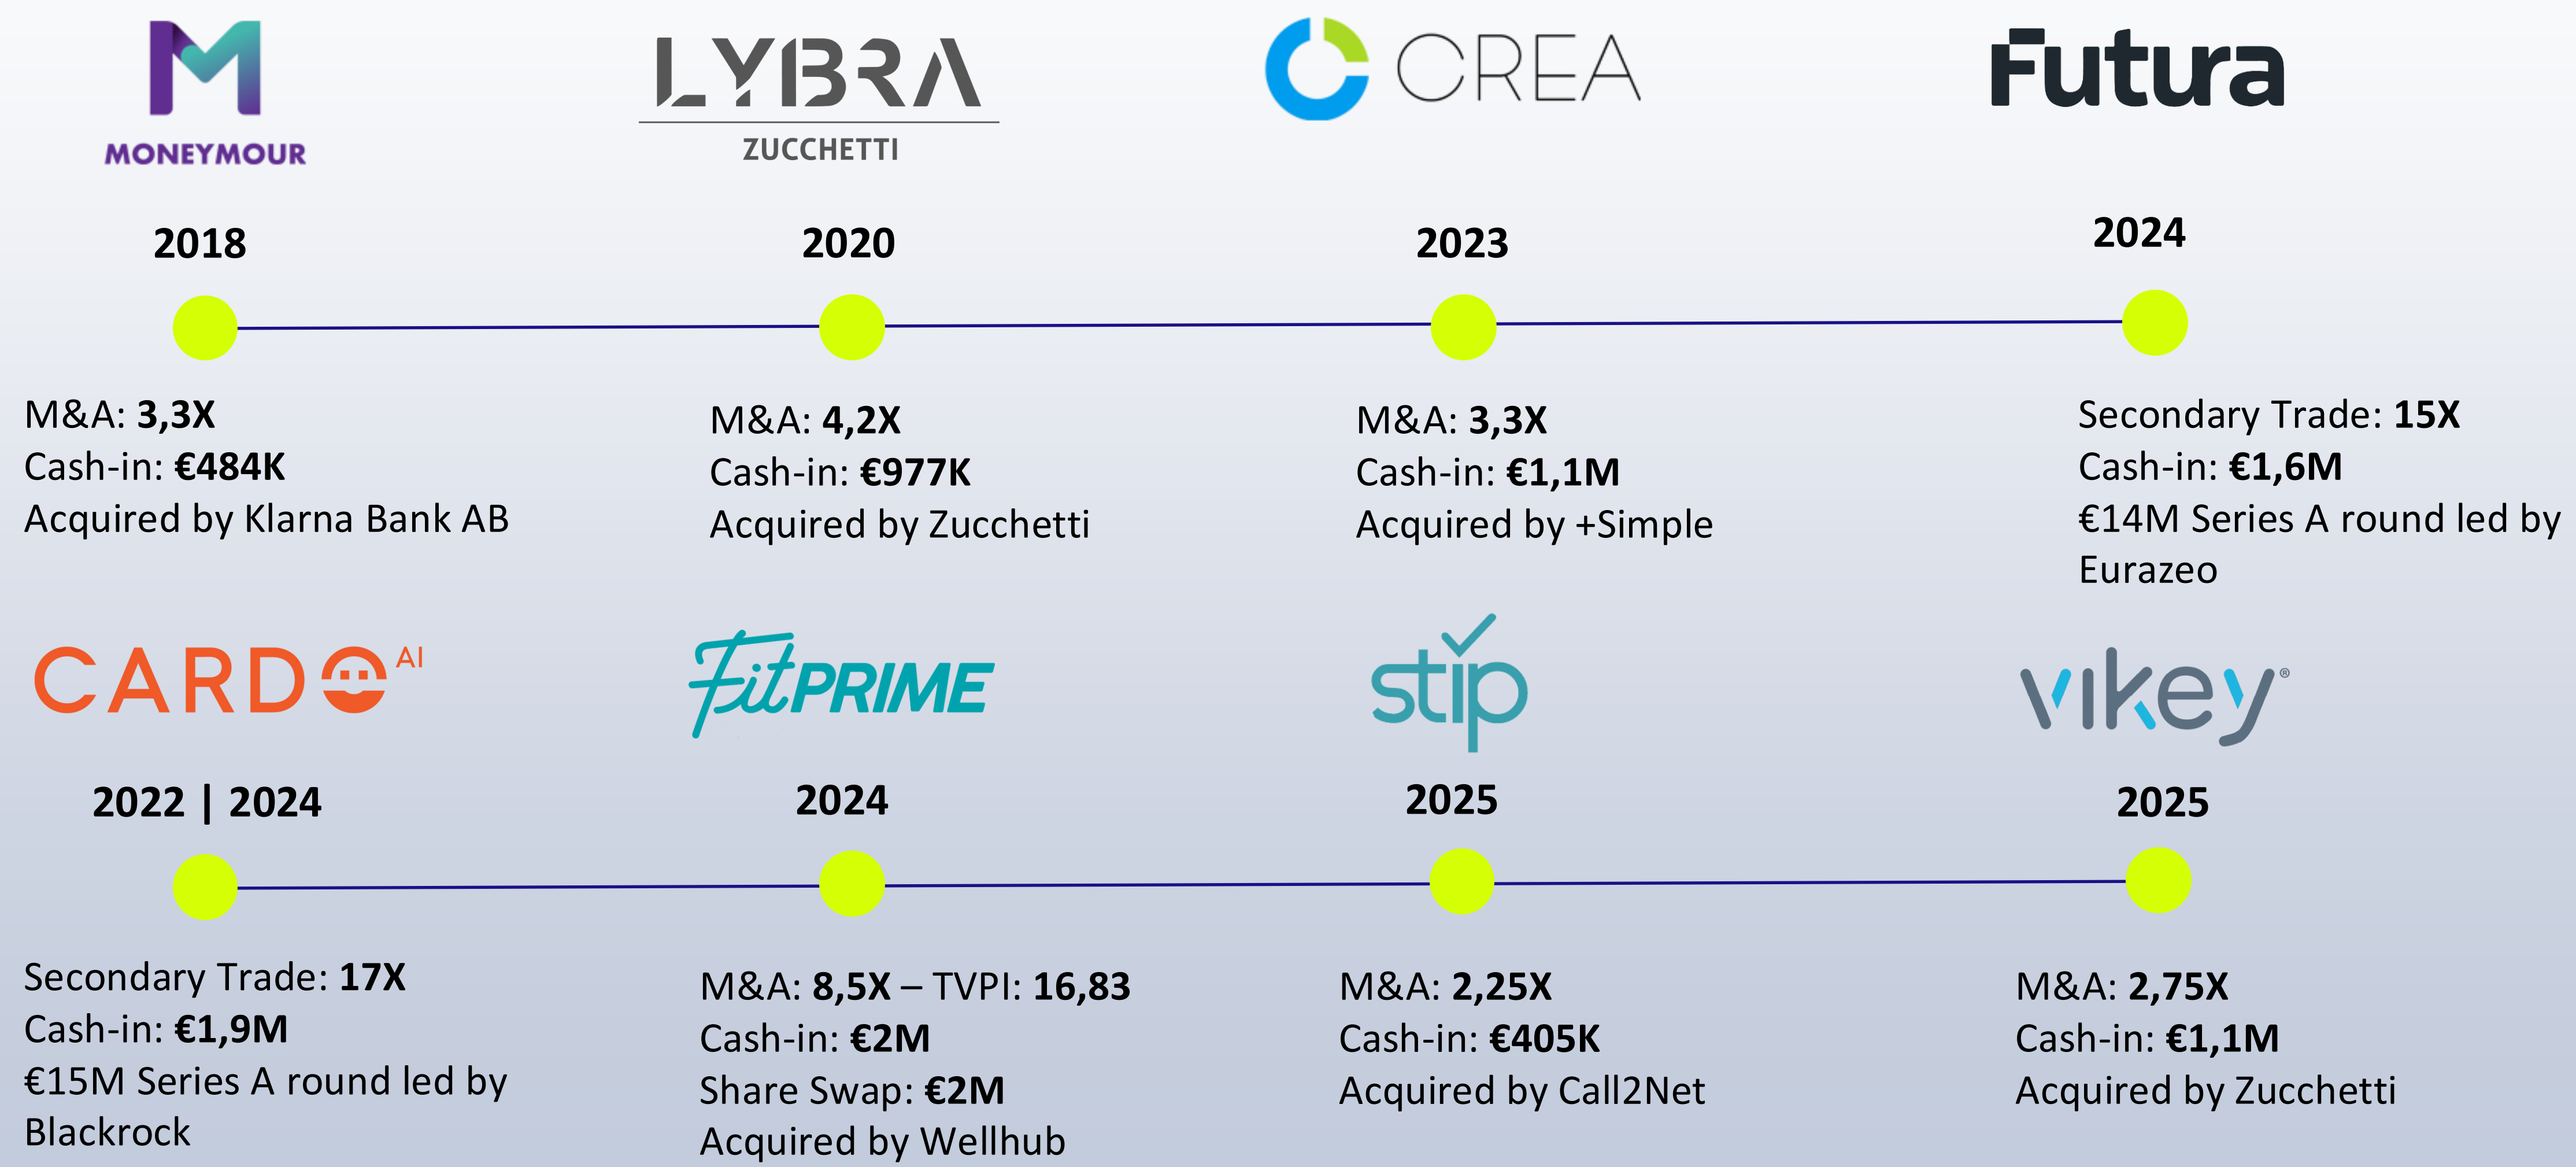 M
MONEYMOUR
2018
M&A: 3,3X
Cash-in: €484K
Acquired by Klarna Bank AB
LYBRA
ZUCCHETTI
2020
M&A: 4,2X
Cash-in: €977K
Acquired by Zucchetti
CREA
2023
M&A: 3,3X
Cash-in: €1,1M
Acquired by +Simple
Futura
2024
Secondary Trade: 15X
Cash-in: €1,6M
€14M Series A round led by
Eurazeo
CARDO AI
2022 | 2024
Secondary Trade: 17X
Cash-in: €1,9M
€15M Series A round led by
Blackrock
FitPRIME
2024
M&A: 8,5X – TVPI: 16,83
Cash-in: €2M
Share Swap: €2M
Acquired by Wellhub
stip
2025
M&A: 2,25X
Cash-in: €405K
Acquired by Call2Net
vikey®
2025
M&A: 2,75X
Cash-in: €1,1M
Acquired by Zucchetti